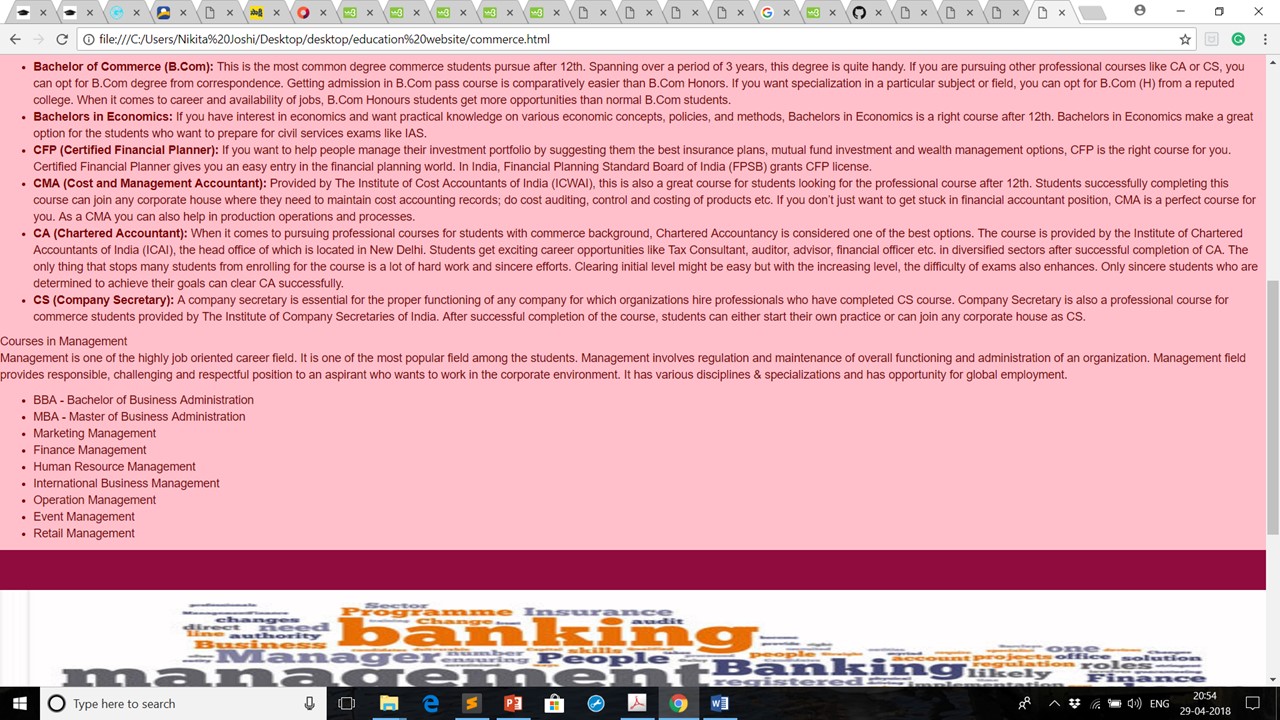 file:///C:/Users/Nikita%20Joshi/Desktop/desktop/education%20website/commerce.html
Bachelor of Commerce (B.Com): This is the most common degree commerce students pursue after 12th. Spanning over a period of 3 years, this degree is quite handy. If you are pursuing other professional courses like CA or CS, you
can opt for B.Com degree from correspondence. Getting admission in B.Com pass course is comparatively easier than B.Com Honors. If you want specialization in a particular subject or field, you can opt for B.Com (H) from a reputed
college. When it comes to career and availability of jobs, B.Com Honours students get more opportunities than normal B.Com students.
Bachelors in Economics: If you have interest in economics and want practical knowledge on various economic concepts, policies, and methods, Bachelors in Economics is a right course after 12th. Bachelors in Economics make a great
option for the students who want to prepare for civil services exams like IAS.
CFP (Certified Financial Planner): If you want to help people manage their investment portfolio by suggesting them the best insurance plans, mutual fund investment and wealth management options, CFP is the right course for you.
Certified Financial Planner gives you an easy entry in the financial planning world. In India, Financial Planning Standard Board of India (FPSB) grants CFP license.
CMA (Cost and Management Accountant): Provided by The Institute of Cost Accountants of India (ICWAI), this is also a great course for students looking for the professional course after 12th. Students successfully completing this
course can join any corporate house where they need to maintain cost accounting records; do cost auditing, control and costing of products etc. If you don't just want to get stuck in financial accountant position, CMA is a perfect course for
you. As a CMA you can also help in production operations and processes.
CA (Chartered Accountant): When it comes to pursuing professional courses for students with commerce background, Chartered Accountancy is considered one of the best options. The course is provided by the Institute of Chartered
Accountants of India (ICAI), the head office of which is located in New Delhi. Students get exciting career opportunities like Tax Consultant, auditor, advisor, financial officer etc. in diversified sectors after successful completion of CA. The
only thing that stops many students from enrolling for the course is a lot of hard work and sincere efforts. Clearing initial level might be easy but with the increasing level, the difficulty of exams also enhances. Only sincere students who are
determined to achieve their goals can clear CA successfully.
CS (Company Secretary): A company secretary is essential for the proper functioning of any company for which organizations hire professionals who have completed CS course. Company Secretary is also a professional course for
commerce students provided by The Institute of Company Secretaries of India. After successful completion of the course, students can either start their own practice or can join any corporate house as CS.
Courses in Management
Management is one of the highly job oriented career field. It is one of the most popular field among the students. Management involves regulation and maintenance of overall functioning and administration of an organization. Management field
provides responsible, challenging and respectful position to an aspirant who wants to work in the corporate environment. It has various disciplines & specializations and has opportunity for global employment.
BBA - Bachelor of Business Administration
MBA - Master of Business Administration
Marketing Management
Finance Management
Human Resource Management
International Business Management
Operation Management
Event Management
Retail Management
professionals Sector
ManagementFinance Programme Insurance
changes Change audit
direct need banking
line authority
Business skills
Manager number People people account projects office solution
ensuring Banking regulation roles
management registered likely Finance
implementation
Type here to search
ENG
20:54
29-04-2018